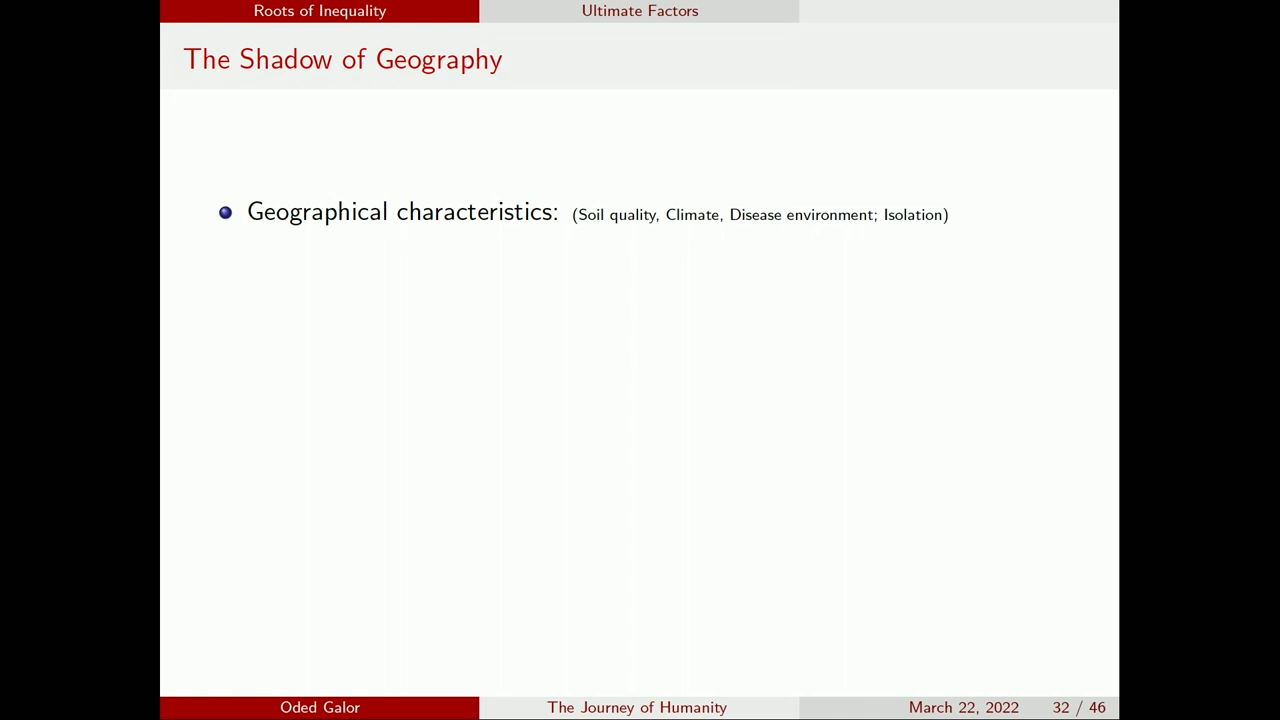 Roots of Inequality
Ultimate Factors
The Shadow of Geography
Geographical characteristics: (Soil quality, Climate, Disease environment; Isolation)
Oded Galor
The Journey of Humanity
March 22, 2022
32 / 46